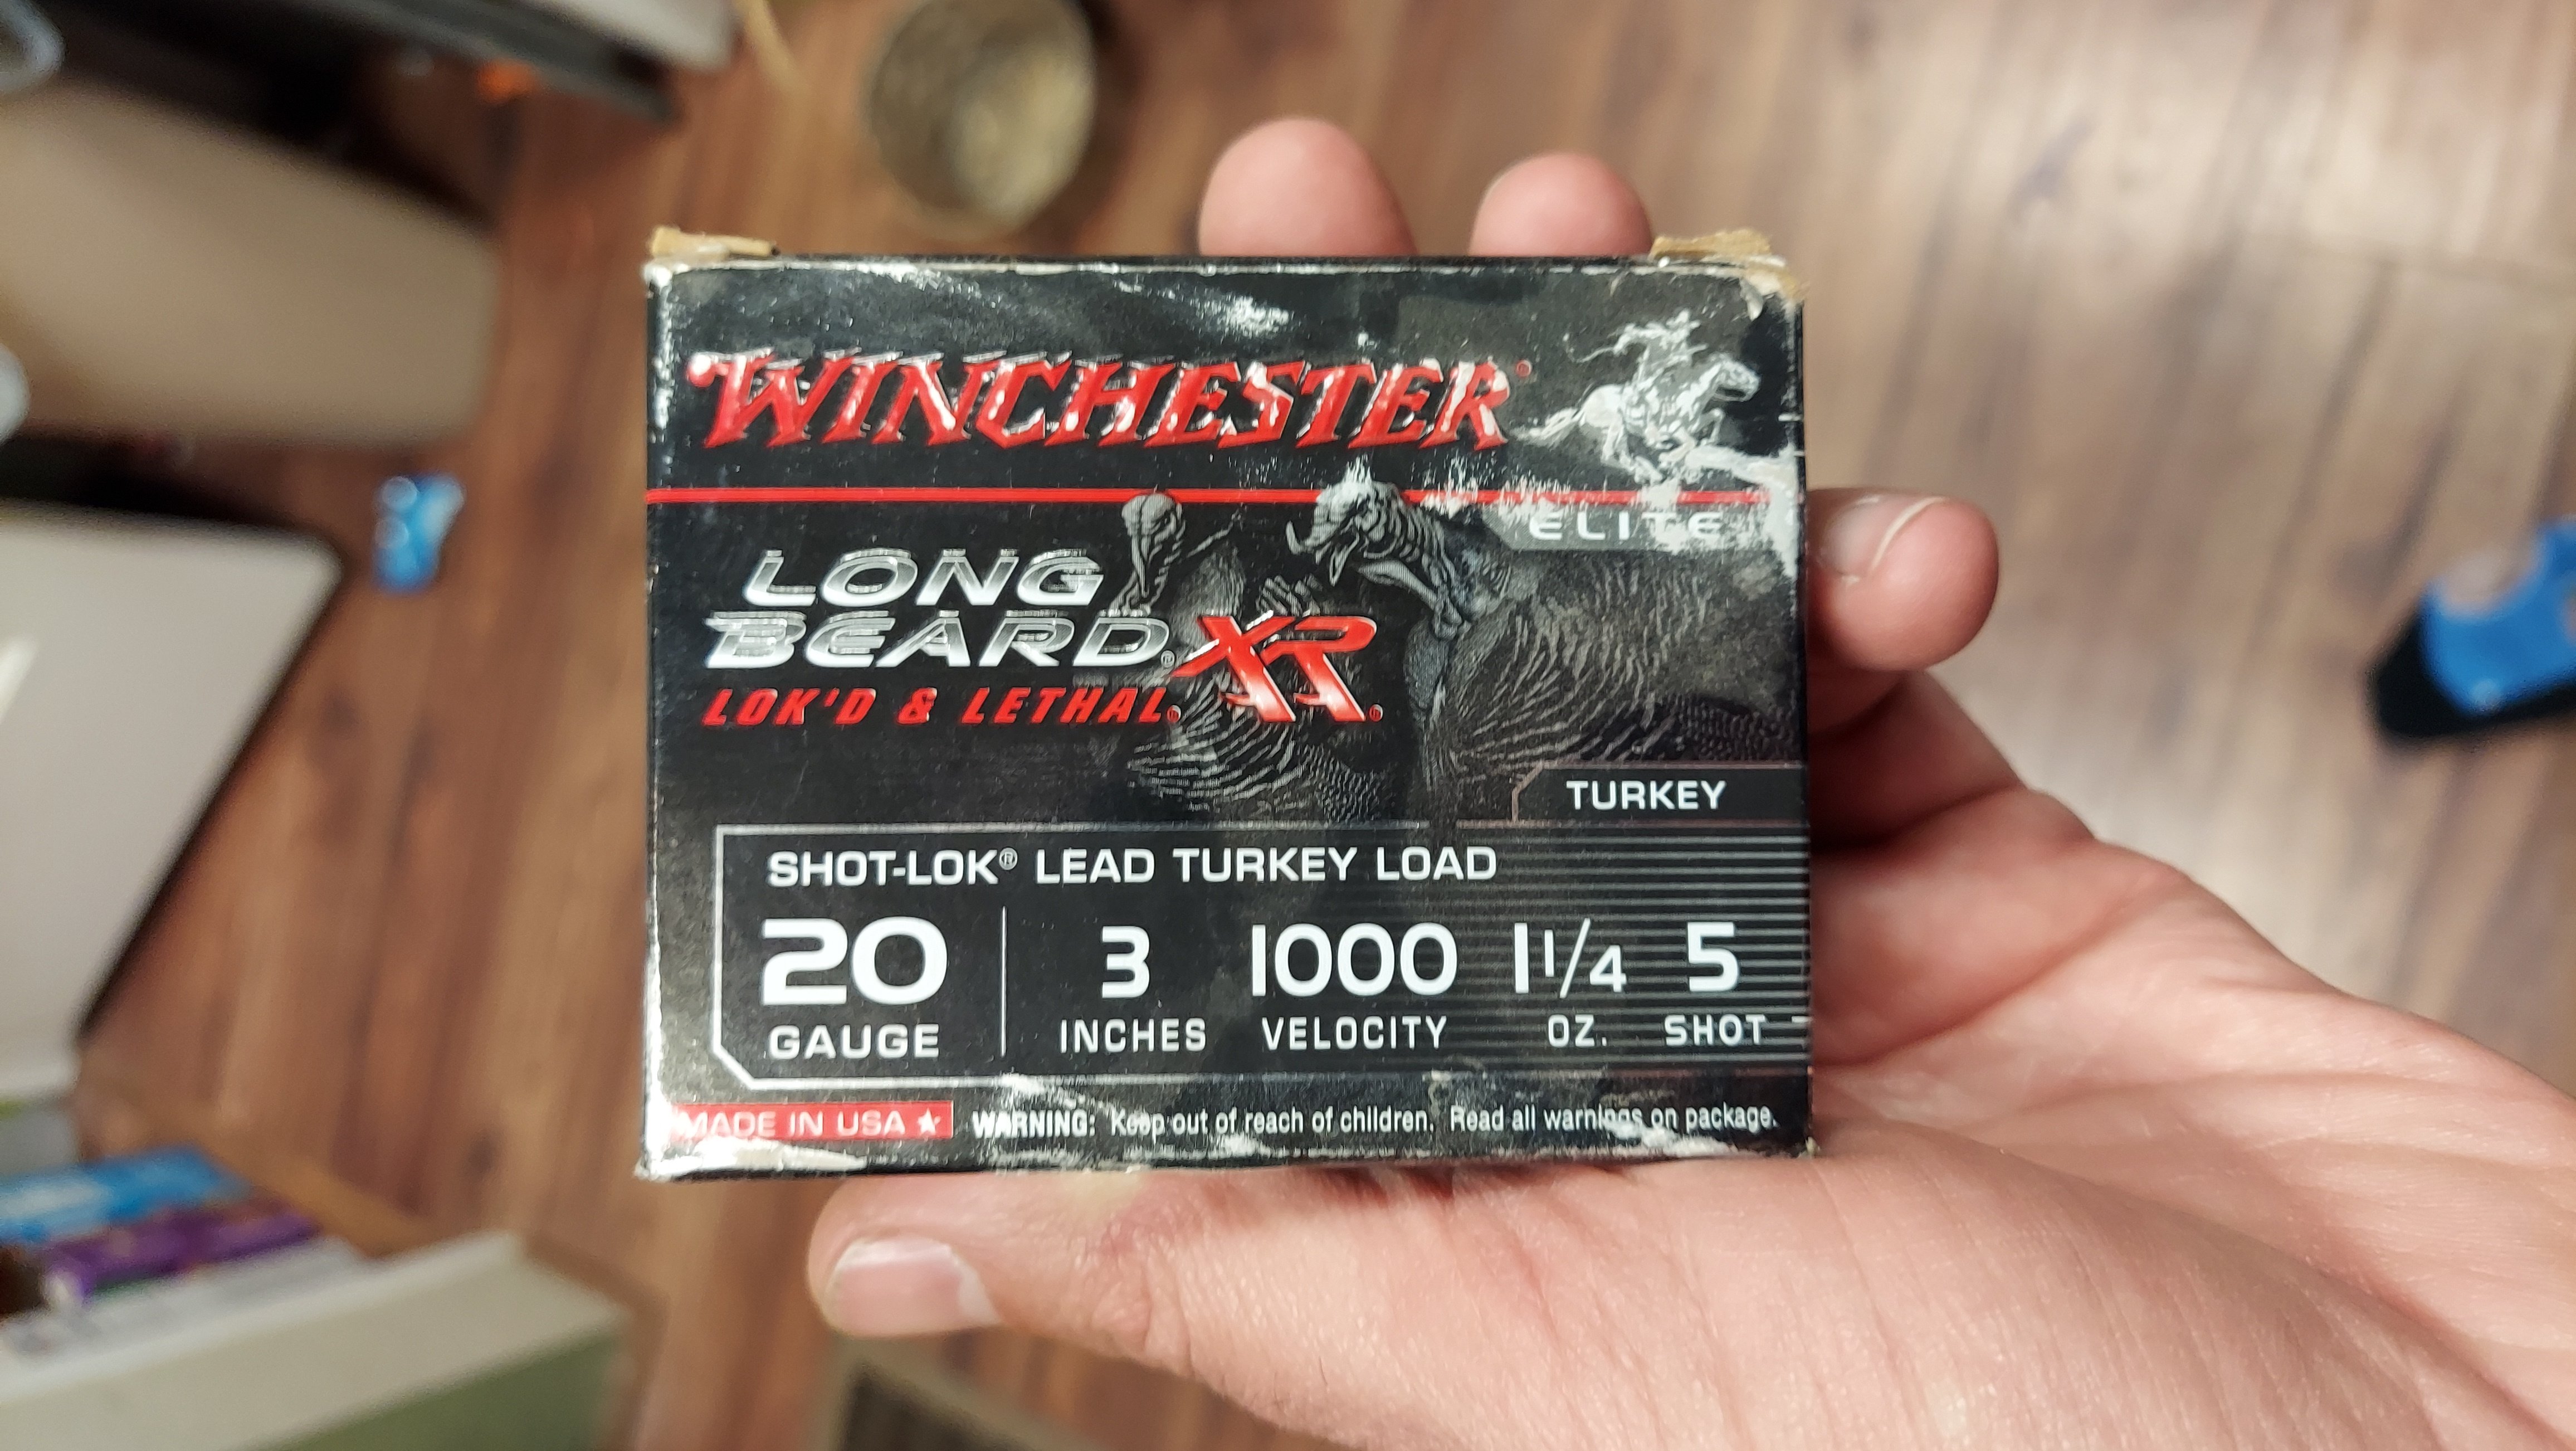 WINCHESTER®
ELITE
LONG
BEARD® XR®
LOK'D & LETHAL®
TURKEY
SHOT-LOK® LEAD TURKEY LOAD
20 3 1000 1 1/4 5
GAUGE INCHES VELOCITY OZ. SHOT
MADE IN USA ★ WARNING: Keep out of reach of children. Read all warnings on package.